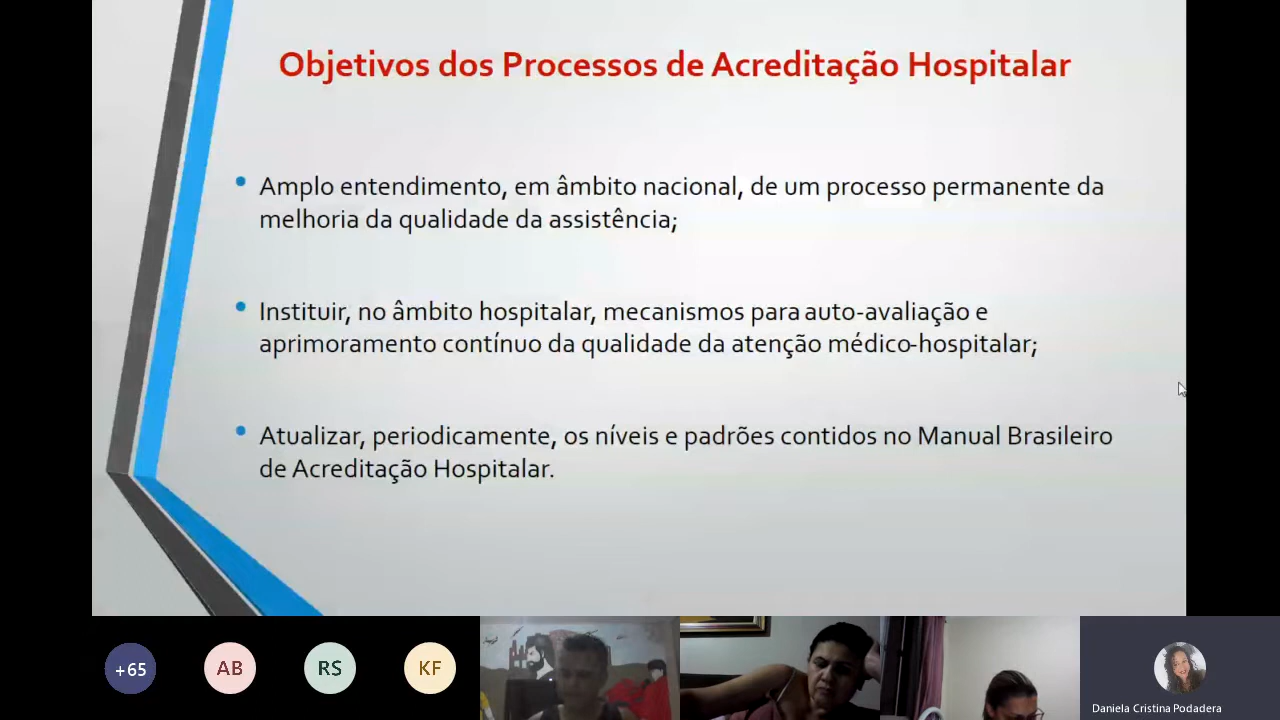 Objetivos dos Processos de Acreditação Hospitalar
• Amplo entendimento, em âmbito nacional, de um processo permanente da
melhoria da qualidade da assistência;
• Instituir, no âmbito hospitalar, mecanismos para auto-avaliação e
aprimoramento contínuo da qualidade da atenção médico-hospitalar;
• Atualizar, periodicamente, os níveis e padrões contidos no Manual Brasileiro
de Acreditação Hospitalar.
+65
AB
RS
KF
Daniela Cristina Podadera